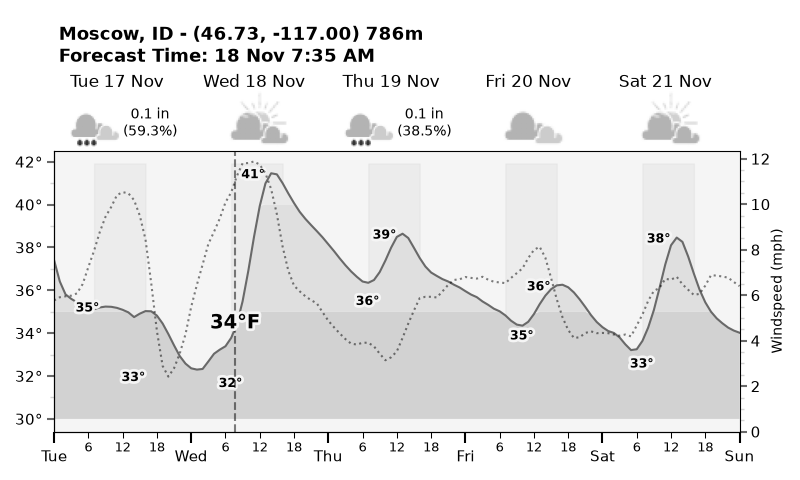 Moscow, ID - (46.73, -117.00) 786m
Forecast Time: 18 Nov 7:35 AM
Tue 17 Nov Wed 18 Nov Thu 19 Nov Fri 20 Nov Sat 21 Nov
0.1 in
(59.3%)
0.1 in
(38.5%)
42°
40°
38°
36°
34°
32°
30°
41°
39°
38°
36°
36°
35°
34°F
35°
33°
32°
33°
12
10
8
6
4
2
0
Windspeed (mph)
6 12 18 6 12 18 6 12 18 6 12 18 6 12 18
Tue Wed Thu Fri Sat Sun